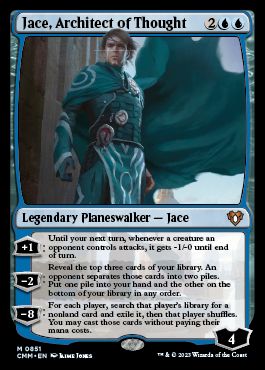 Jace, Architect of Thought 2
Legendary Planeswalker — Jace
Until your next turn, whenever a creature an
+1: opponent controls attacks, it gets -1/-0 until end
of turn.
Reveal the top three cards of your library. An
-2: opponent separates those cards into two piles.
Put one pile into your hand and the other on the
bottom of your library in any order.
For each player, search that player's library for a
-8: nonland card and exile it, then that player shuffles.
You may cast those cards without paying their
mana costs.
4
M 0851
CMM • EN
™ & © 2023 Wizards of the Coast